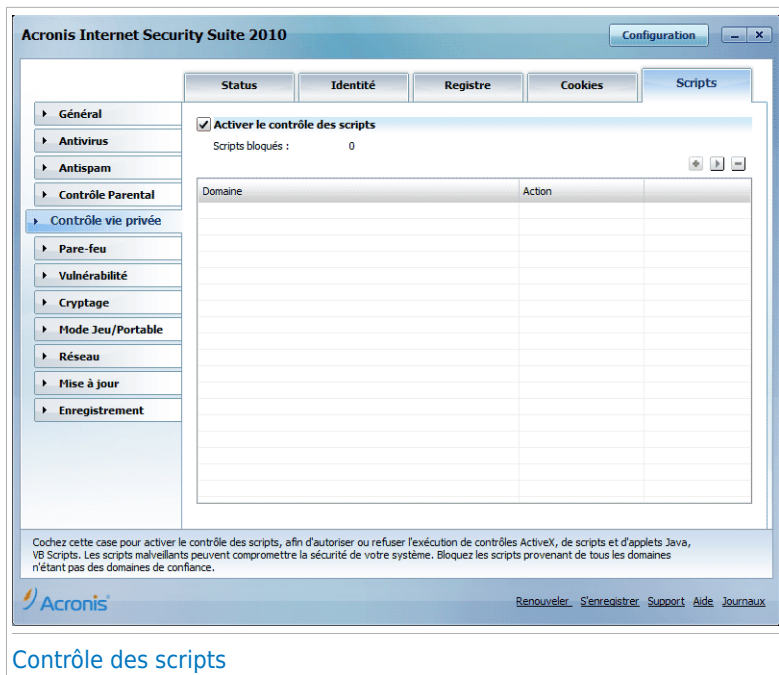 Acronis Internet Security Suite 2010
Configuration
Status Identité Registre Cookies Scripts
Général
Antivirus
Antispam
Contrôle Parental
Contrôle vie privée
Pare-feu
Vulnérabilité
Cryptage
Mode Jeu/Portable
Réseau
Mise à jour
Enregistrement
Activer le contrôle des scripts
Scripts bloqués : 0
Domaine Action
Cochez cette case pour activer le contrôle des scripts, afin d'autoriser ou refuser l'exécution de contrôles ActiveX, de scripts et d'applets Java,
VB Scripts. Les scripts malveillants peuvent compromettre la sécurité de votre système. Bloquez les scripts provenant de tous les domaines
n'étant pas des domaines de confiance.
Acronis
Renouveler S'enregistrer Support Aide Journaux
Contrôle des scripts